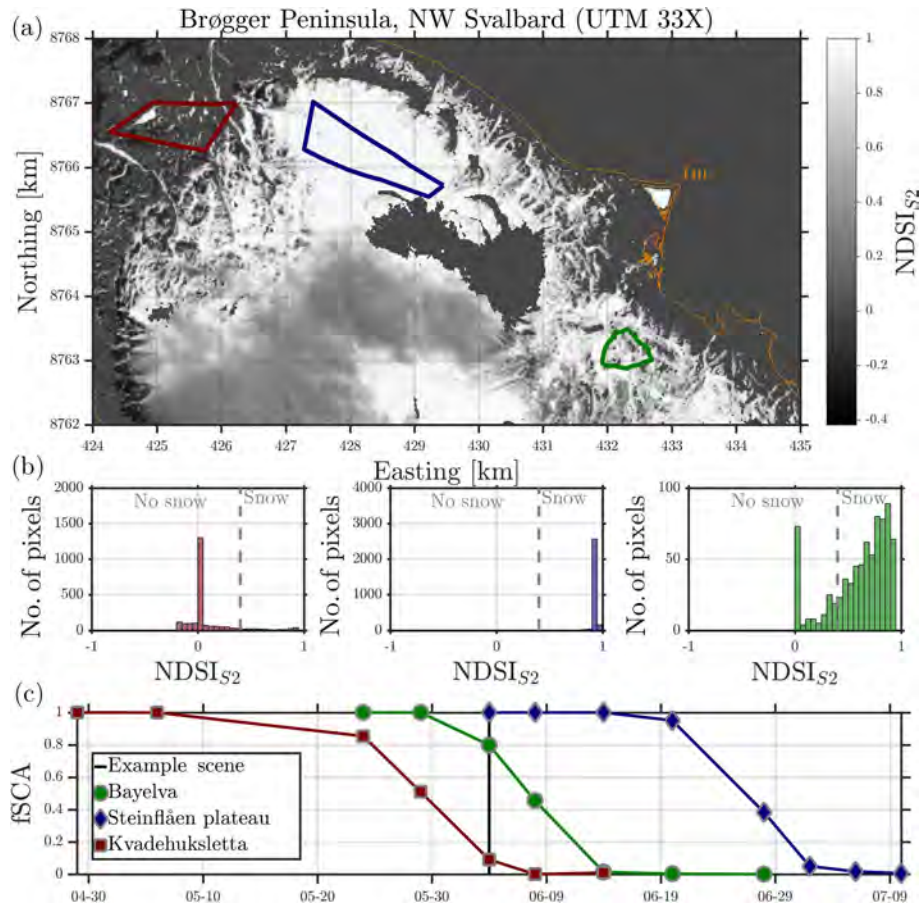 (a)
Brøgger Peninsula, NW Svalbard (UTM 33X)
8768
8767
8766
8765
8764
8763
8762
Northing [km]
424 425 426 427 428 429 430 431 432 433 434 435
Easting [km]
1
0.8
0.6
0.4
0.2
0
-0.2
-0.4
NDSI_{S2}
(b)
No. of pixels
2000
1500
1000
500
0
No snow Snow
-1 0 1
NDSI_{S2}
No. of pixels
4000
3000
2000
1000
0
No snow Snow
-1 0 1
NDSI_{S2}
No. of pixels
100
50
0
No snow Snow
-1 0 1
NDSI_{S2}
(c)
fSCA
1
0.8
0.6
0.4
0.2
0
Example scene
Bayelva
Steinflåen plateau
Kvadehuksletta
04-30 05-10 05-20 05-30 06-09 06-19 06-29 07-09